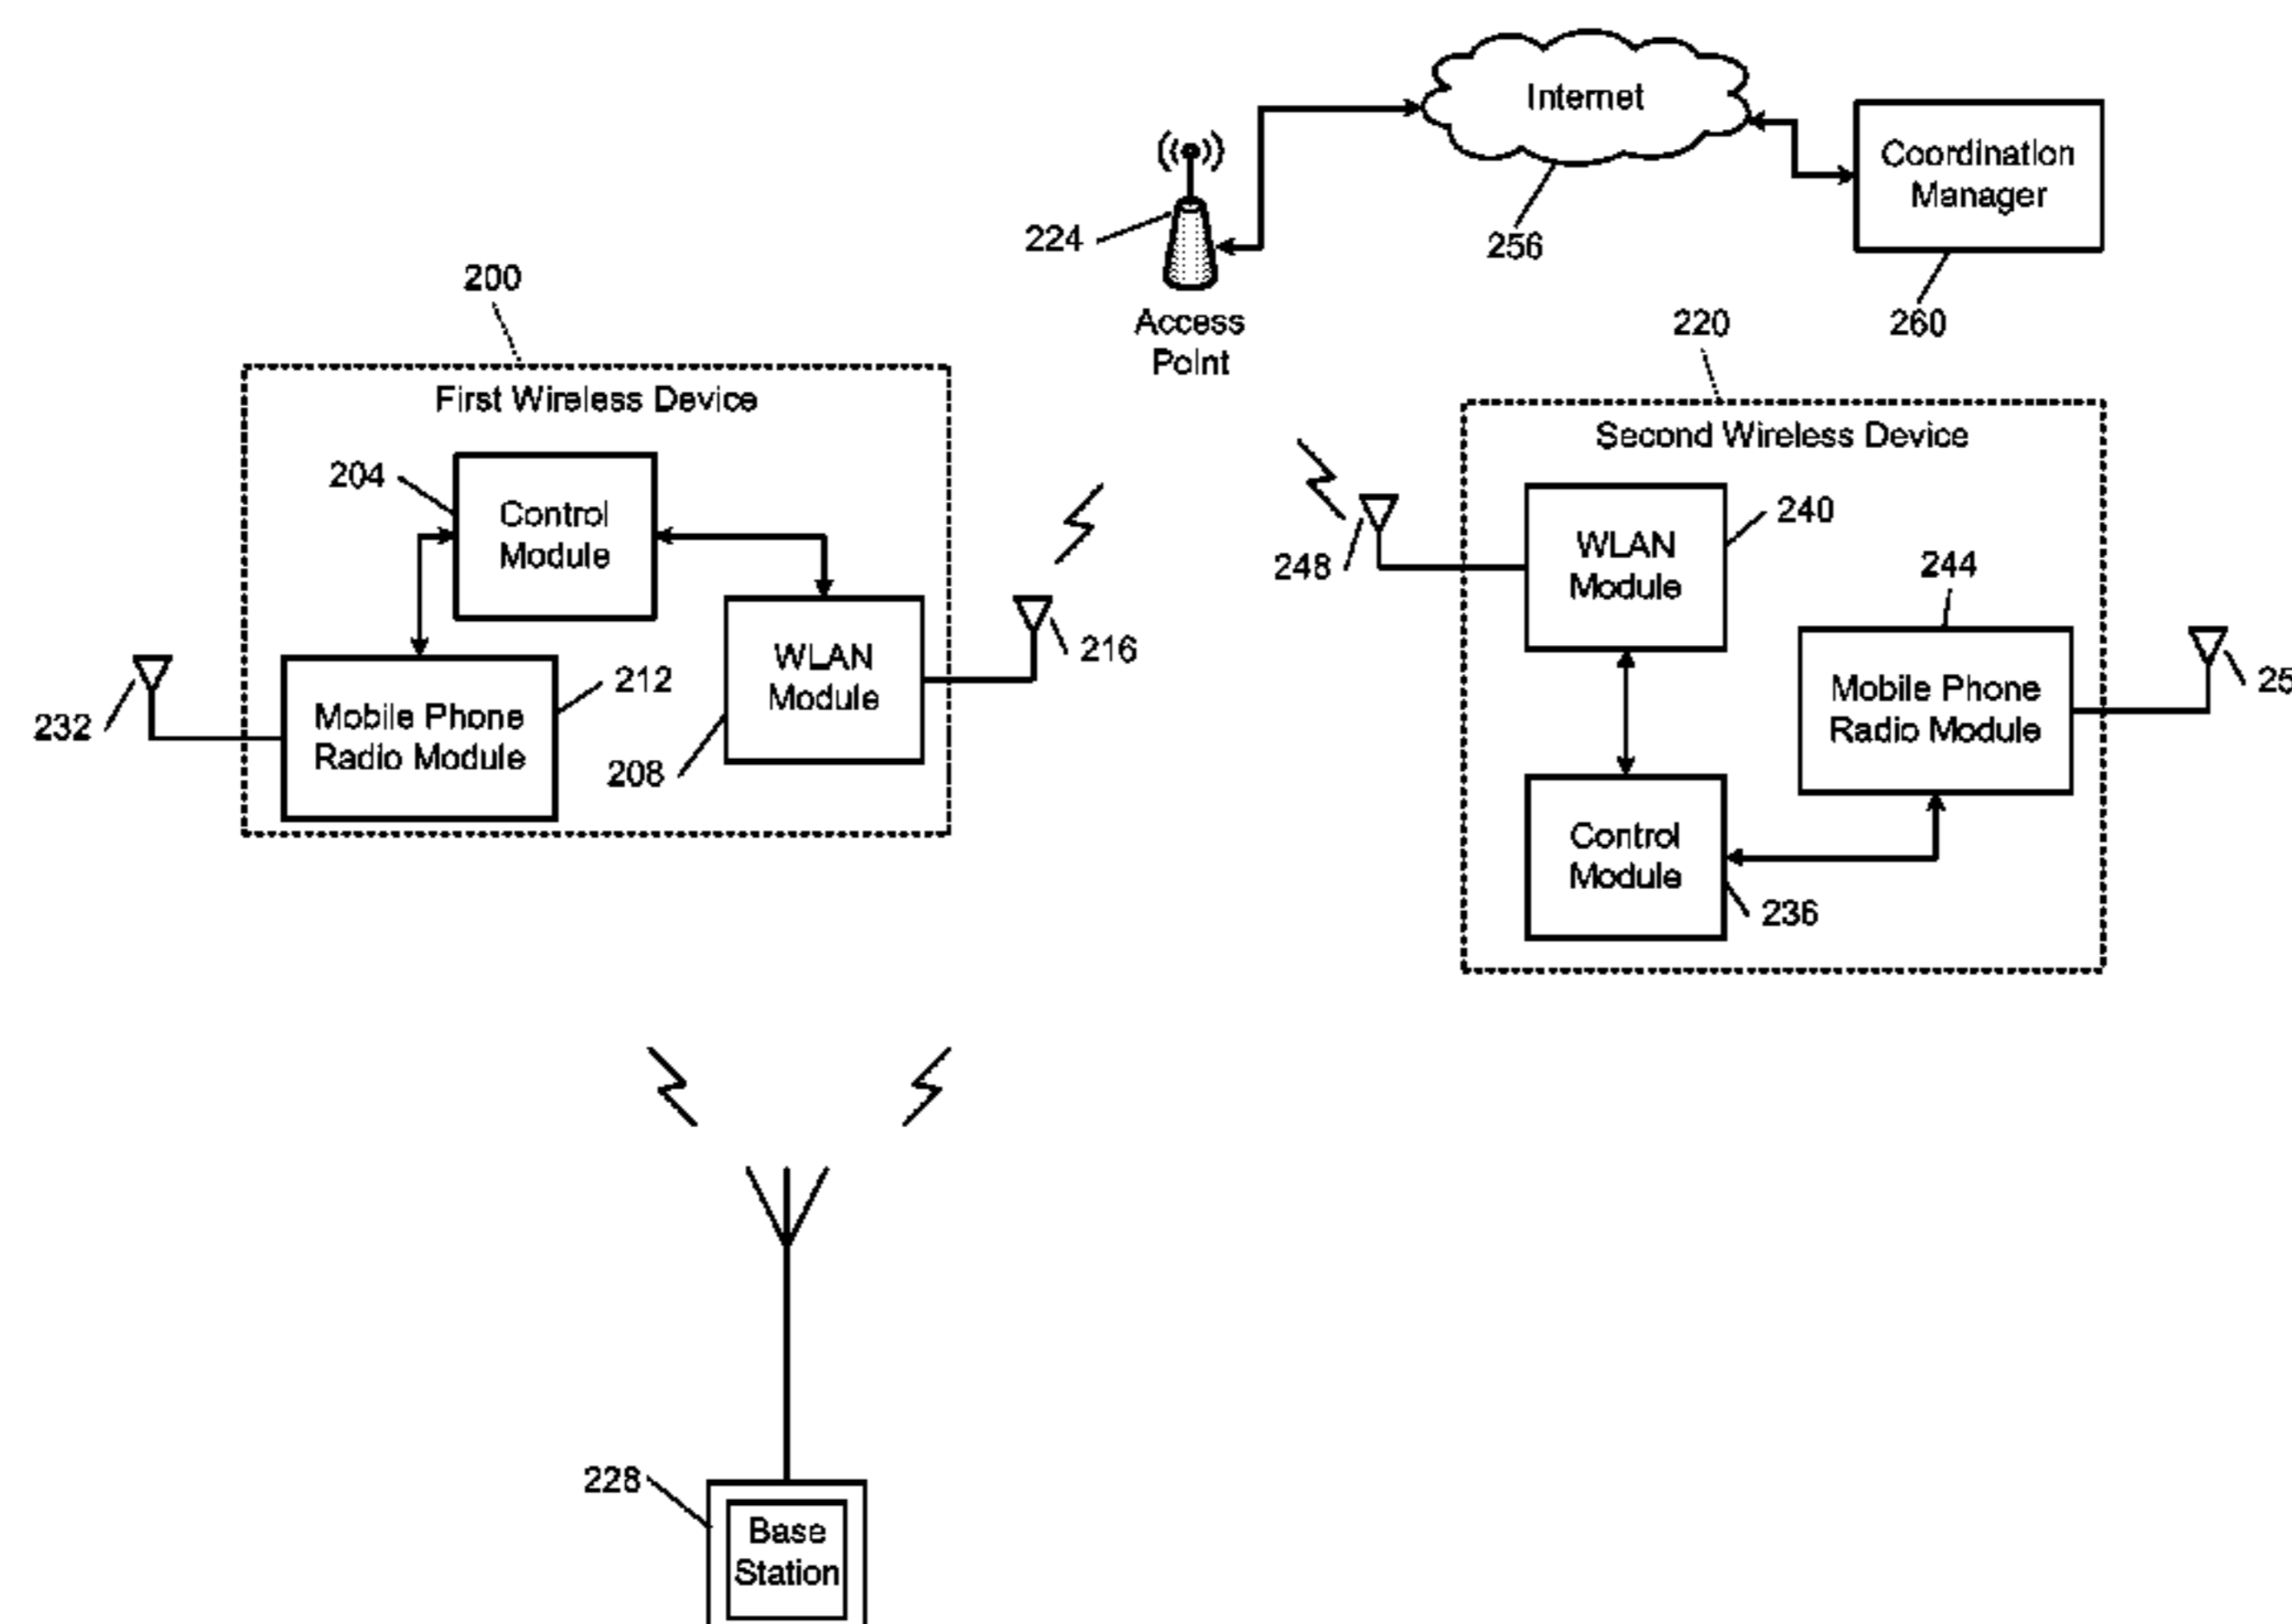 Internet
Coordination
Manager
224
256
260
Access
Point
200
First Wireless Device
204
Control
Module
WLAN
Module
216
232
Mobile Phone
Radio Module
212
208
220
Second Wireless Device
248
WLAN
Module
240
244
Mobile Phone
Radio Module
Control
Module
236
228
Base
Station